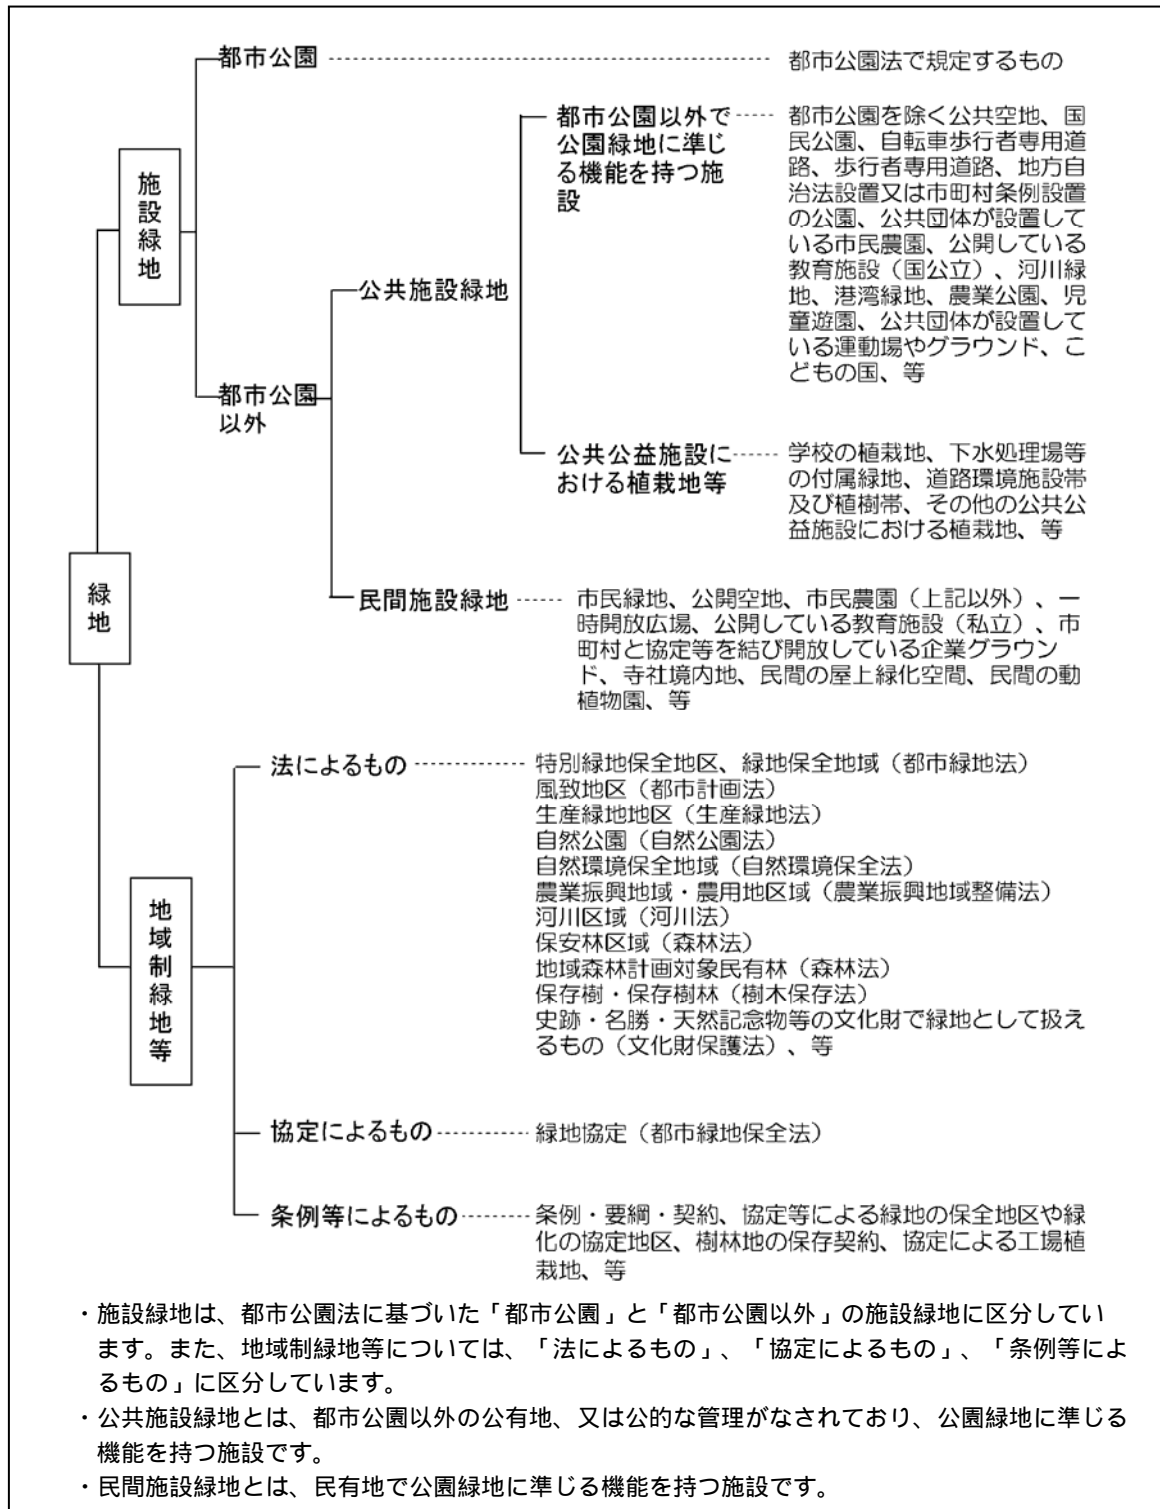 都市公園
都市公園法で規定するもの
施設緑地
都市公園以外で
公園緑地に準じ
る機能を持つ施
設
都市公園を除く公共空地、国
民公園、自転車歩行者専用道
路、歩行者専用道路、地方自
治法設置又は市町村条例設置
の公園、公共団体が設置して
いる市民農園、公開している
教育施設（国公立）、河川緑
地、港湾緑地、農業公園、児
童遊園、公共団体が設置して
いる運動場やグラウンド、こ
どもの国、等
公共施設緑地
都市公園
以外
公共公益施設に
おける植栽地等
学校の植栽地、下水処理場等
の付属緑地、道路環境施設帯
及び植樹帯、その他の公共公
益施設における植栽地、等
緑地
民間施設緑地
市民緑地、公開空地、市民農園（上記以外）、一
時開放広場、公開している教育施設（私立）、市
町村と協定等を結び開放している企業グラウン
ド、寺社境内地、民間の屋上緑化空間、民間の動
植物園、等
地域制緑地等
法によるもの
特別緑地保全地区、緑地保全地域（都市緑地法）
風致地区（都市計画法）
生産緑地地区（生産緑地法）
自然公園（自然公園法）
自然環境保全地域（自然環境保全法）
農業振興地域・農用地区域（農業振興地域整備法）
河川区域（河川法）
保安林区域（森林法）
地域森林計画対象民有林（森林法）
保存樹・保存樹林（樹木保存法）
史跡・名勝・天然記念物等の文化財で緑地として扱え
るもの（文化財保護法）、等
協定によるもの
緑地協定（都市緑地保全法）
条例等によるもの
条例・要綱・契約、協定等による緑地の保全地区や緑
化の協定地区、樹林地の保存契約、協定による工場植
栽地、等
・施設緑地は、都市公園法に基づいた「都市公園」と「都市公園以外」の施設緑地に区分してい
ます。また、地域制緑地等については、「法によるもの」、「協定によるもの」、「条例等によ
るもの」に区分しています。
・公共施設緑地とは、都市公園以外の公有地、又は公的な管理がなされており、公園緑地に準じる
機能を持つ施設です。
・民間施設緑地とは、民有地で公園緑地に準じる機能を持つ施設です。